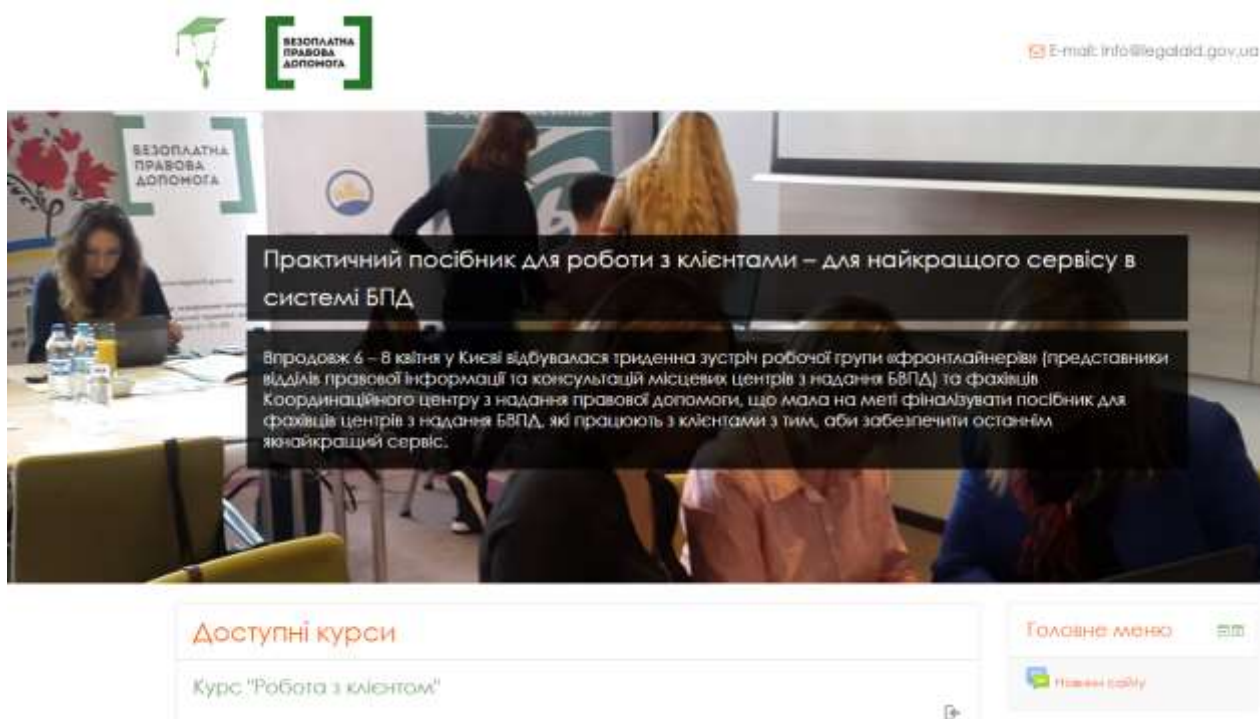 БЕЗОПЛАТНА
ПРАВОВА
ДОПОМОГА
E-mail: info@legalaid.gov.ua
БЕЗОПЛАТНА
ПРАВОВА
ДОПОМОГА
Практичний посібник для роботи з клієнтами – для найкращого сервісу в
системі БПД
Впродовж 6 – 8 квітня у Києві відбувалася триденна зустріч робочої групи «фронтлайнерів» (представники
відділів правової інформації та консультацій місцевих центрів з надання БВПД) та фахівців
Координаційного центру з надання правової допомоги, що мала на меті фіналізувати посібник для
фахівців центрів з надання БВПД, які працюють з клієнтами з тим, аби забезпечити останнім
якнайкращий сервіс.
Доступні курси
Головне меню
Курс "Робота з клієнтом"
Новини сайту